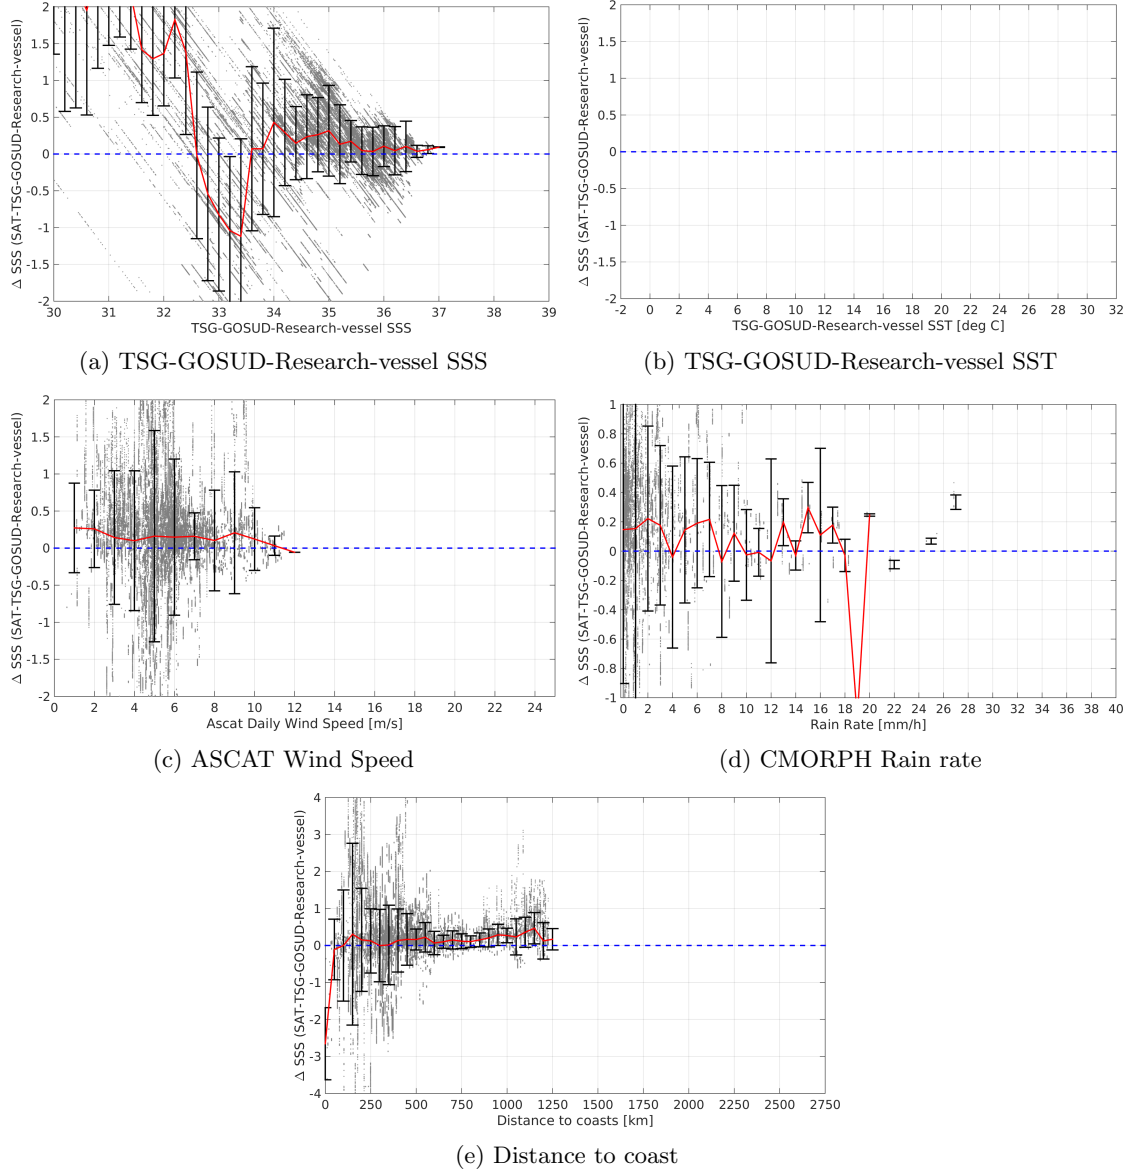 2
1.5
1
0.5
0
-0.5
-1
-1.5
-2
Δ SSS (SAT-TSG-GOSUD-Research-vessel)
30 31 32 33 34 35 36 37 38 39
TSG-GOSUD-Research-vessel SSS
(a) TSG-GOSUD-Research-vessel SSS
2
1.5
1
0.5
0
-0.5
-1
-1.5
-2
Δ SSS (SAT-TSG-GOSUD-Research-vessel)
-2 0 2 4 6 8 10 12 14 16 18 20 22 24 26 28 30 32
TSG-GOSUD-Research-vessel SST [deg C]
(b) TSG-GOSUD-Research-vessel SST
2
1.5
1
0.5
0
-0.5
-1
-1.5
-2
Δ SSS (SAT-TSG-GOSUD-Research-vessel)
0 2 4 6 8 10 12 14 16 18 20 22 24
Ascat Daily Wind Speed [m/s]
(c) ASCAT Wind Speed
1
0.8
0.6
0.4
0.2
0
-0.2
-0.4
-0.6
-0.8
-1
Δ SSS (SAT-TSG-GOSUD-Research-vessel)
0 2 4 6 8 10 12 14 16 18 20 22 24 26 28 30 32 34 36 38 40
Rain Rate [mm/h]
(d) CMORPH Rain rate
4
3
2
1
0
-1
-2
-3
-4
Δ SSS (SAT-TSG-GOSUD-Research-vessel)
0 250 500 750 1000 1250 1500 1750 2000 2250 2500 2750
Distance to coasts [km]
(e) Distance to coast